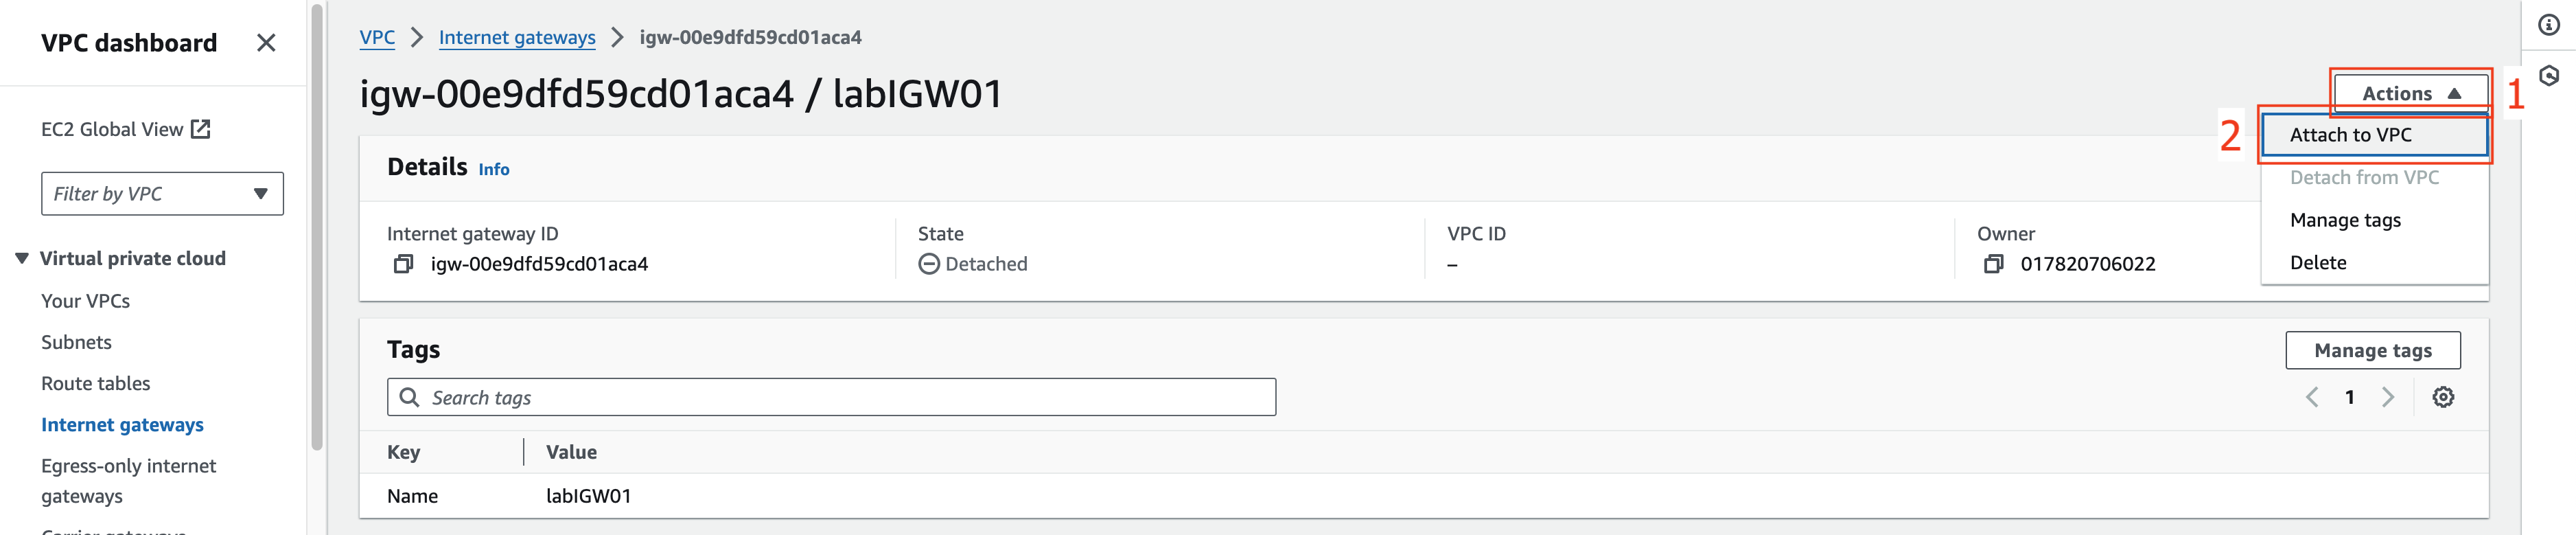 VPC dashboard
EC2 Global View
Filter by VPC
Virtual private cloud
Your VPCs
Subnets
Route tables
Internet gateways
Egress-only internet
gateways
VPC > Internet gateways > igw-00e9dfd59cd01aca4
igw-00e9dfd59cd01aca4 / labIGW01
Actions
1
2
Attach to VPC
Detach from VPC
Manage tags
Delete
Details Info
Internet gateway ID
igw-00e9dfd59cd01aca4
State
Detached
VPC ID
–
Owner
017820706022
Tags
Manage tags
Search tags
1
Key Value
Name labIGW01